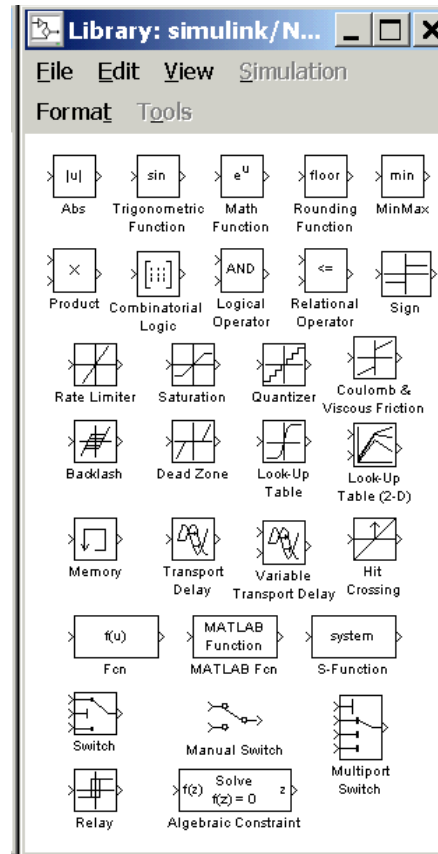 Library: simulink/N...
File Edit View Simulation
Format Tools
|u| sin e^u floor min
Abs Trigonometric Function Math Function Rounding Function MinMax
× [:::] AND <=
Product Combinatorial Logic Logical Operator Relational Operator Sign
Rate Limiter Saturation Quantizer Coulomb & Viscous Friction
Backlash Dead Zone Look-Up Table Look-Up Table (2-D)
Memory Transport Delay Variable Transport Delay Hit Crossing
f(u) MATLAB Function system
Fcn MATLAB Fcn S-Function
Switch Manual Switch Multiport Switch
f(z) Solve f(z) = 0 z
Relay Algebraic Constraint